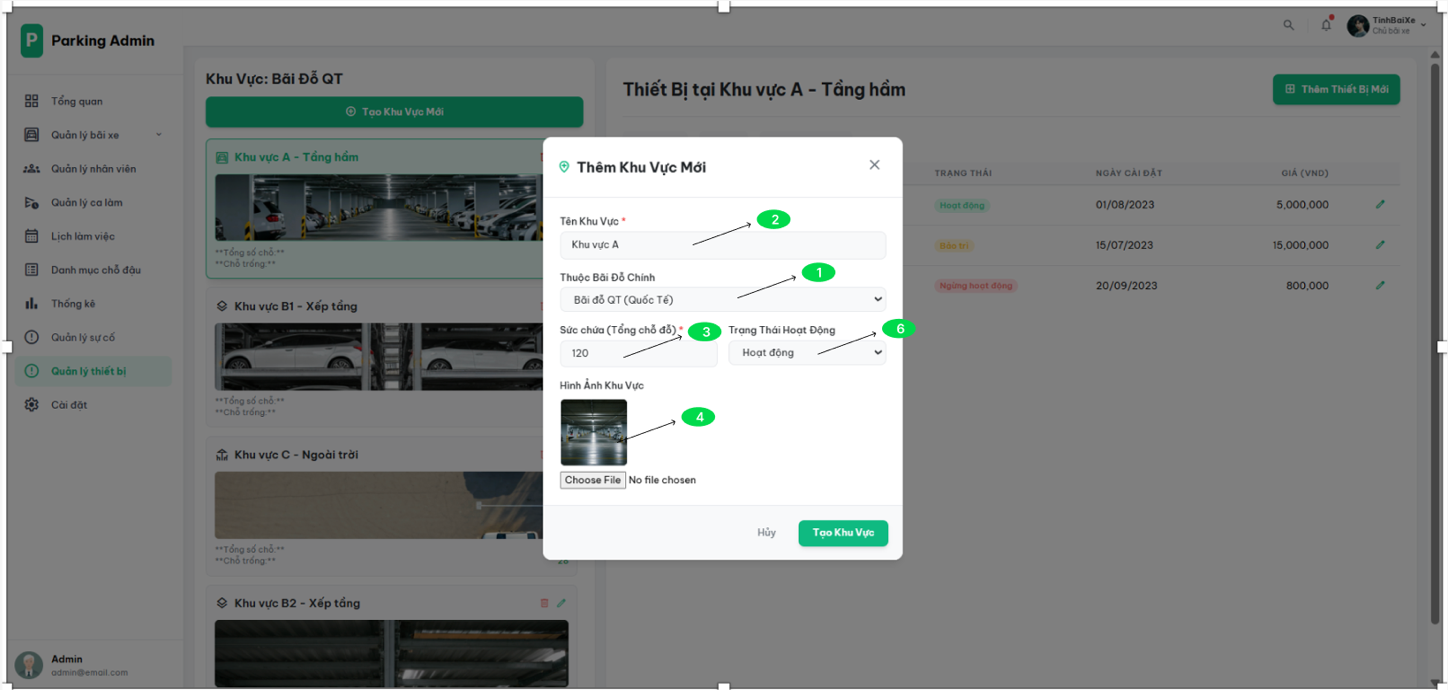 P Parking Admin
TinhBaiXe
Chủ bãi xe
Tổng quan
Quản lý bãi xe
Quản lý nhân viên
Quản lý ca làm
Lịch làm việc
Danh mục chỗ đậu
Thống kê
Quản lý sự cố
Quản lý thiết bị
Cài đặt
Admin
admin@email.com
Khu Vực: Bãi Đỗ QT
Tạo Khu Vực Mới
Khu vực A - Tầng hầm
**Tổng số chỗ:**
**Chỗ trống:**
Khu vực B1 - Xếp tầng
**Tổng số chỗ:**
**Chỗ trống:**
Khu vực C - Ngoài trời
**Tổng số chỗ:**
**Chỗ trống:**
28
Khu vực B2 - Xếp tầng
Thiết Bị tại Khu vực A - Tầng hầm
Thêm Thiết Bị Mới
TRẠNG THÁI NGÀY CÀI ĐẶT GIÁ (VND)
Hoạt động 01/08/2023 5,000,000
Bảo trì 15/07/2023 15,000,000
Ngừng hoạt động 20/09/2023 800,000
Thêm Khu Vực Mới
Tên Khu Vực *
2
Khu vực A
Thuộc Bãi Đỗ Chính
1
Bãi đỗ QT (Quốc Tế)
Sức chứa (Tổng chỗ đỗ) *
3
Trạng Thái Hoạt Động
6
120
Hoạt động
Hình Ảnh Khu Vực
4
Choose File No file chosen
Hủy
Tạo Khu Vực